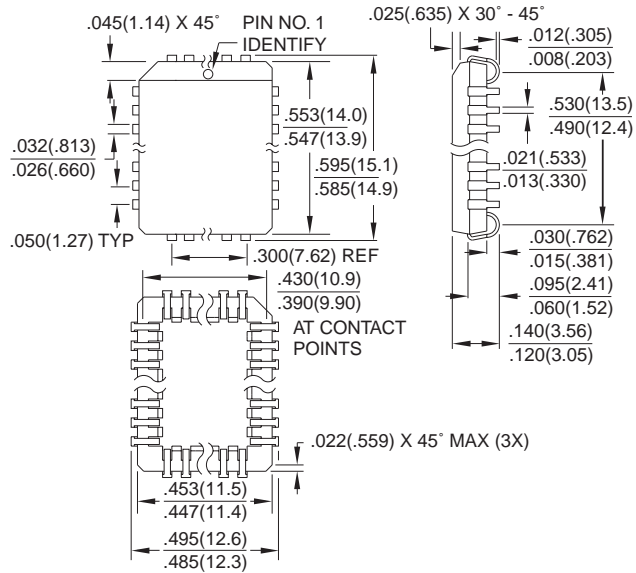 .045(1.14) X 45˚
PIN NO. 1
IDENTIFY
.025(.635) X 30˚ - 45˚
.012(.305)
.008(.203)
.553(14.0)
.547(13.9)
.530(13.5)
.490(12.4)
.032(.813)
.026(.660)
.595(15.1)
.585(14.9)
.021(.533)
.013(.330)
.050(1.27) TYP
.300(7.62) REF
.030(.762)
.015(.381)
.430(10.9)
.390(9.90)
AT CONTACT
POINTS
.095(2.41)
.060(1.52)
.140(3.56)
.120(3.05)
.022(.559) X 45˚ MAX (3X)
.453(11.5)
.447(11.4)
.495(12.6)
.485(12.3)